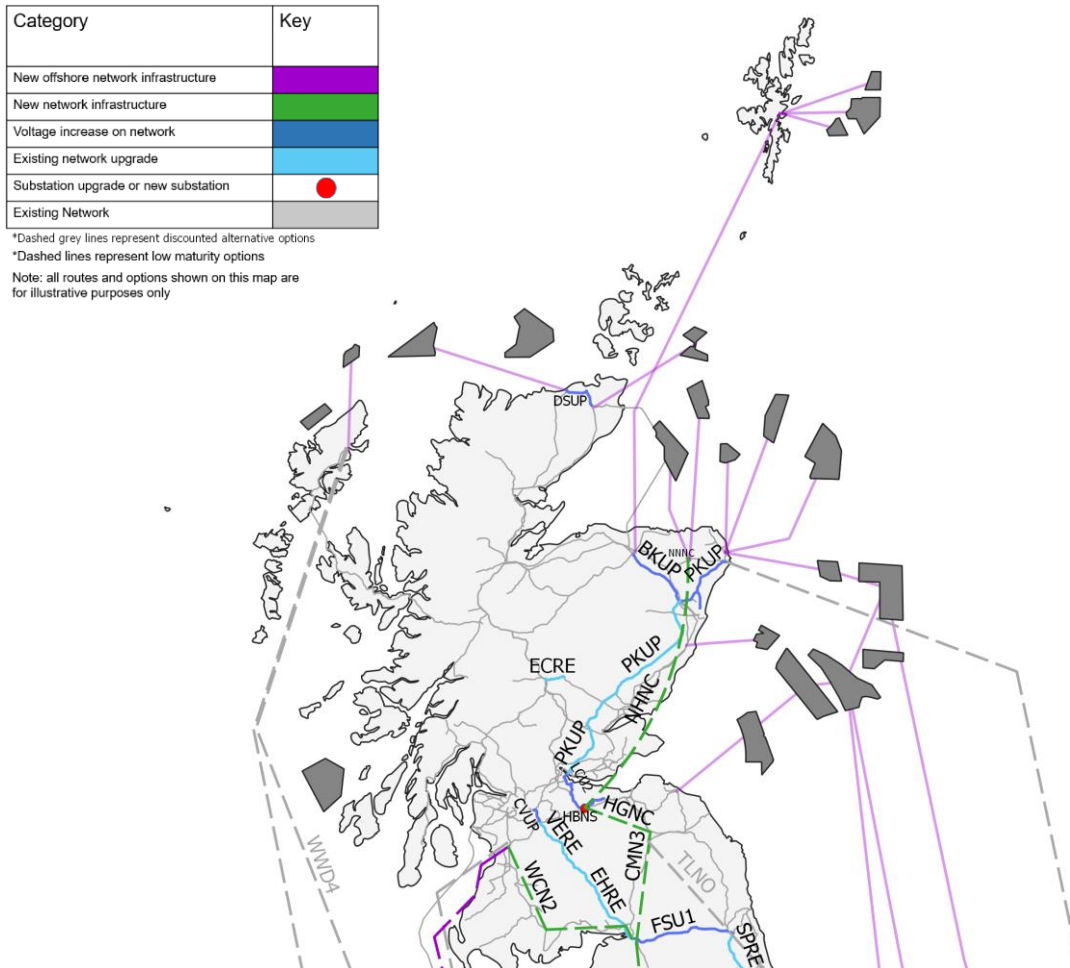 Category Key
New offshore network infrastructure
New network infrastructure
Voltage increase on network
Existing network upgrade
Substation upgrade or new substation
Existing Network
*Dashed grey lines represent discounted alternative options
*Dashed lines represent low maturity options
Note: all routes and options shown on this map are
for illustrative purposes only
DSUP
BKUP
NNNC
PKUP
PKUP
ECRE
NHNC
PKUP
HBNS
HGNC
CVUP
VERE
CMN3
WWD4
WCN2
EHRE
TLNO
FSU1
SPRE